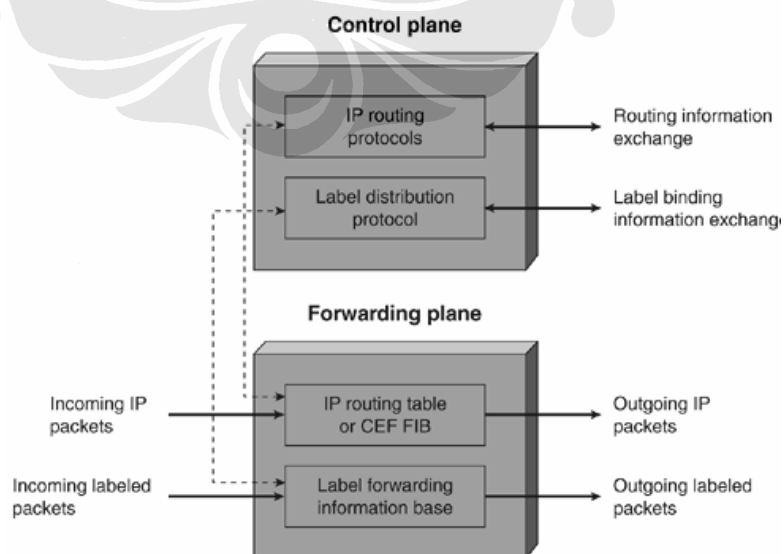 Control plane
IP routing
protocols
Routing information
exchange
Label distribution
protocol
Label binding
information exchange
Forwarding plane
Incoming IP
packets
IP routing table
or CEF FIB
Outgoing IP
packets
Incoming labeled
packets
Label forwarding
information base
Outgoing labeled
packets